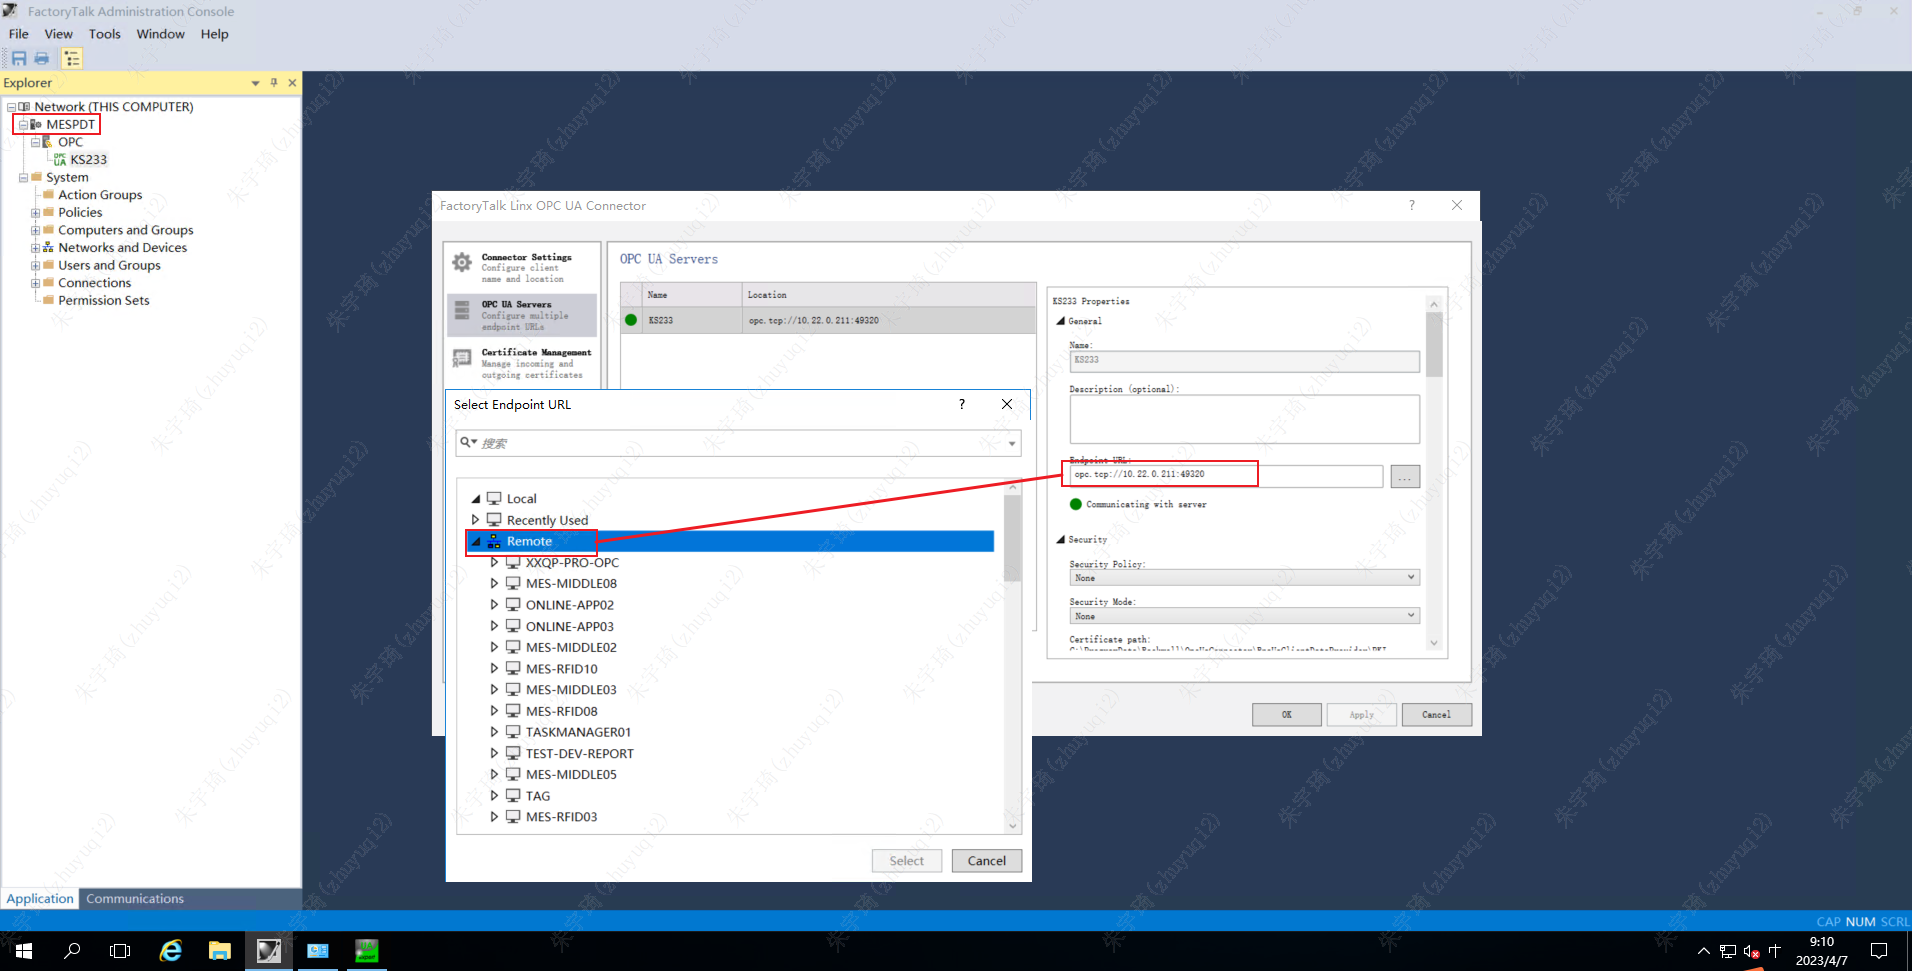 FactoryTalk Administration Console
File View Tools Window Help
Explorer
Network (THIS COMPUTER)
MESPDT
OPC
KS233
System
Action Groups
Policies
Computers and Groups
Networks and Devices
Users and Groups
Connections
Permission Sets
Application Communications
FactoryTalk Linx OPC UA Connector ?
Connector Settings
Configure client
name and location
OPC UA Servers
Configure multiple
endpoint URLs
Certificate Management
Manage incoming and
outgoing certificates
OPC UA Servers
Name Location
KS233 opc.tcp://10.22.0.211:49320
KS233 Properties
General
Name:
KS233
Description (optional):
Endpoint URL:
opc.tcp://10.22.0.211:49320
...
Communicating with server
Security
Security Policy:
None
Security Mode:
None
Certificate path:
OK Apply Cancel
Select Endpoint URL ?
搜索
Local
Recently Used
Remote
XXQP-PRO-OPC
MES-MIDDLE08
ONLINE-APP02
ONLINE-APP03
MES-MIDDLE02
MES-RFID10
MES-MIDDLE03
MES-RFID08
TASKMANAGER01
TEST-DEV-REPORT
MES-MIDDLE05
TAG
MES-RFID03
Select Cancel
CAP NUM SCRL
中
9:10
2023/4/7
朱宇琦(zhuyuqi2)